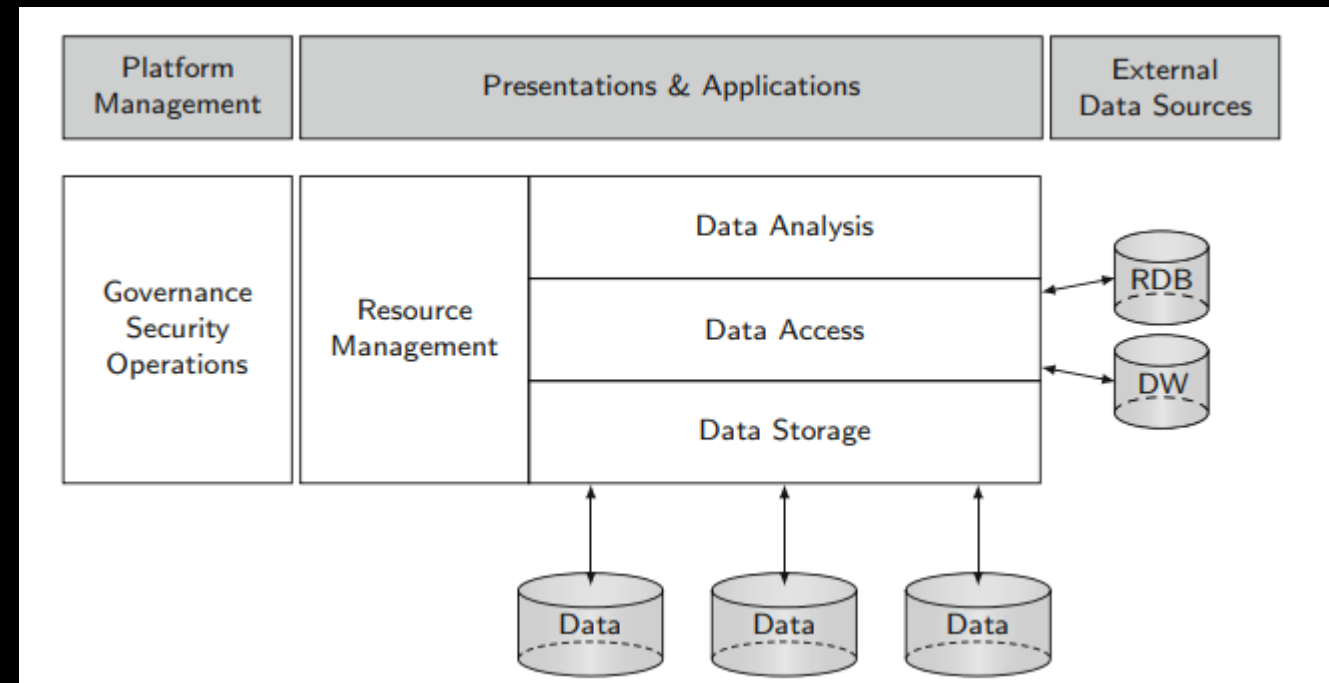 Platform
Management
Presentations & Applications
External
Data Sources
Governance
Security
Operations
Resource
Management
Data Analysis
Data Access
Data Storage
RDB
DW
Data
Data
Data